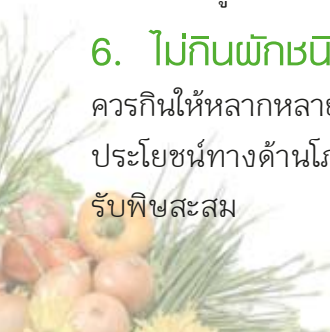 6. ไม่กินผักชนิ
ควรกินให้หลากหลาย
ประโยชน์ทางด้านโภ
รับพิษสะสม